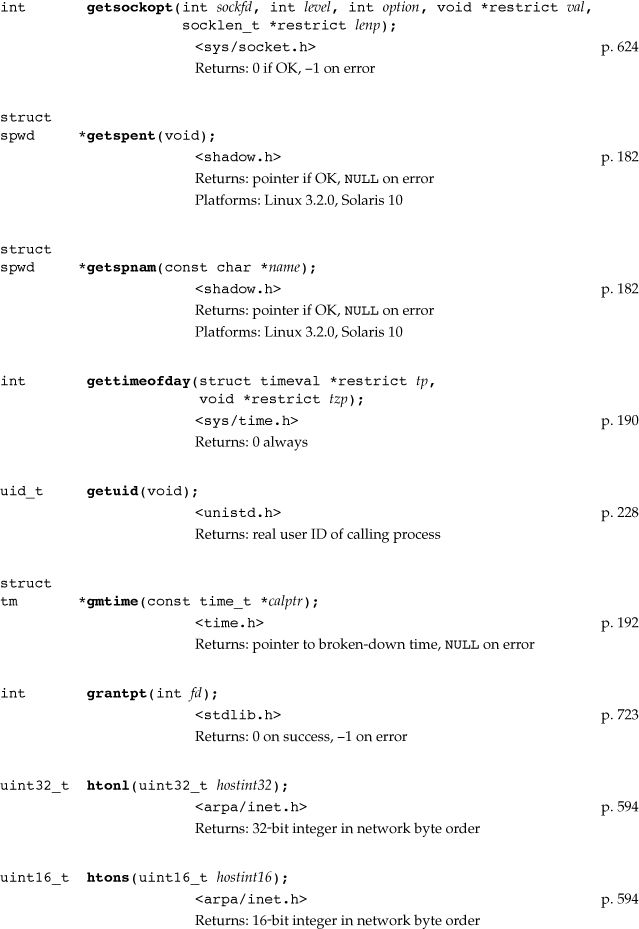 int getsockopt(int sockfd, int level, int option, void *restrict val,
socklen_t *restrict lenp);
<sys/socket.h> p. 624
Returns: 0 if OK, –1 on error
struct
spwd *getspent(void);
<shadow.h> p. 182
Returns: pointer if OK, NULL on error
Platforms: Linux 3.2.0, Solaris 10
struct
spwd *getspnam(const char *name);
<shadow.h> p. 182
Returns: pointer if OK, NULL on error
Platforms: Linux 3.2.0, Solaris 10
int gettimeofday(struct timeval *restrict tp,
void *restrict tzp);
<sys/time.h> p. 190
Returns: 0 always
uid_t getuid(void);
<unistd.h> p. 228
Returns: real user ID of calling process
struct
tm *gmtime(const time_t *calptr);
<time.h> p. 192
Returns: pointer to broken-down time, NULL on error
int grantpt(int fd);
<stdlib.h> p. 723
Returns: 0 on success, –1 on error
uint32_t htonl(uint32_t hostint32);
<arpa/inet.h> p. 594
Returns: 32-bit integer in network byte order
uint16_t htons(uint16_t hostint16);
<arpa/inet.h> p. 594
Returns: 16-bit integer in network byte order